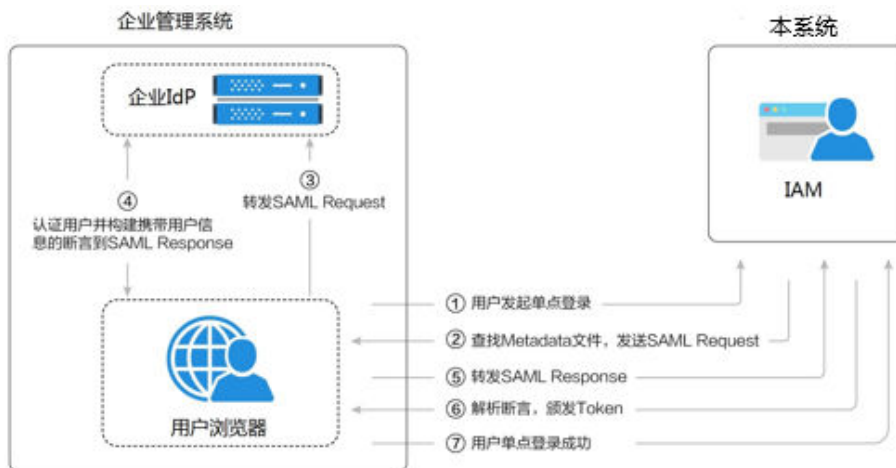 企业管理系统
本系统
企业IdP
IAM
④
认证用户并构建携带用户信
息的断言到SAML Response
③
转发SAML Request
用户浏览器
① 用户发起单点登录
② 查找Metadata文件，发送SAML Request
⑤ 转发SAML Response
⑥ 解析断言，颁发Token
⑦ 用户单点登录成功